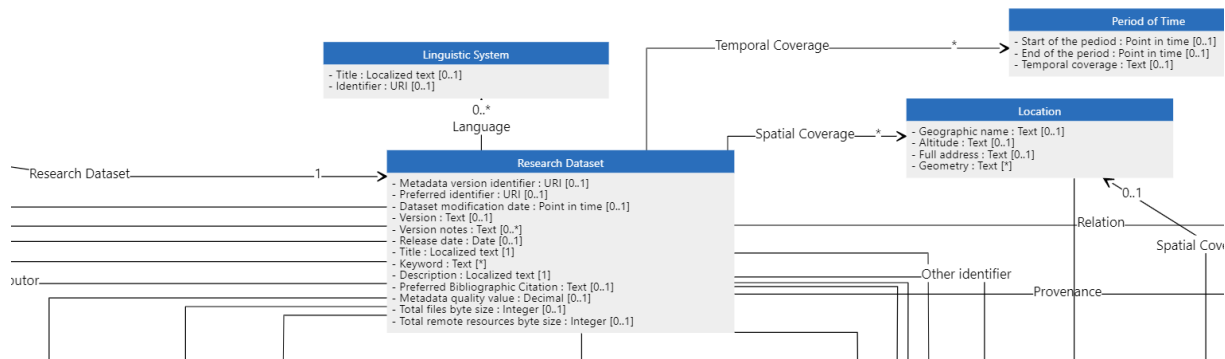 Period of Time
- Start of the pediod : Point in time [0..1]
- End of the period : Point in time [0..1]
- Temporal coverage : Text [0..1]
Temporal Coverage
*
Linguistic System
- Title : Localized text [0..1]
- Identifier : URI [0..1]
0..*
Language
Location
- Geographic name : Text [0..1]
- Altitude : Text [0..1]
- Full address : Text [0..1]
- Geometry : Text [*]
Spatial Coverage
*
Research Dataset
1
Research Dataset
- Metadata version identifier : URI [0..1]
- Preferred identifier : URI [0..1]
- Dataset modification date : Point in time [0..1]
- Version : Text [0..1]
- Version notes : Text [0..*]
- Release date : Date [0..1]
- Title : Localized text [1]
- Keyword : Text [*]
- Description : Localized text [1]
- Preferred Bibliographic Citation : Text [0..1]
- Metadata quality value : Decimal [0..1]
- Total files byte size : Integer [0..1]
- Total remote resources byte size : Integer [0..1]
0..1
Relation
Spatial Cove
Other identifier
Provenance
outor